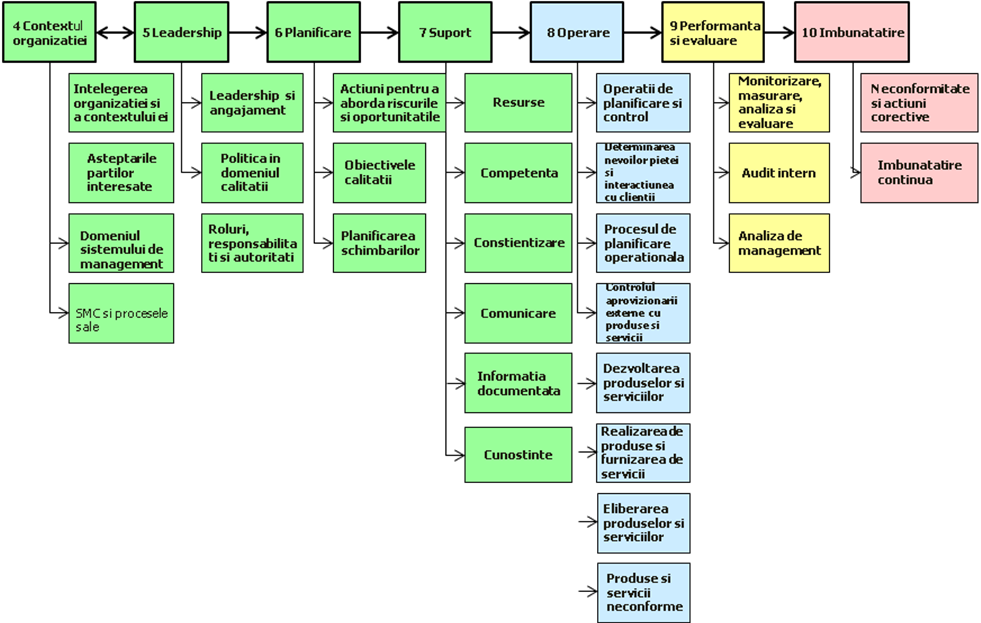 4 Contextul
organizatiei
5 Leadership
6 Planificare
7 Suport
8 Operare
9 Performanta
si evaluare
10 Imbunatatire
Intelegerea
organizatiei si
a contextului ei
Asteptarile
partilor
interesate
Domeniul
sistemului de
management
SMC si procesele
sale
Leadership si
angajament
Politica in
domeniul
calitatii
Roluri,
responsabilita
ti si autoritati
Actiuni pentru a
aborda riscurile
si oportunitatile
Obiectivele
calitatii
Planificarea
schimbarilor
Resurse
Competenta
Constientizare
Comunicare
Informatia
documentata
Cunostinte
Operatii de
planificare si
control
Determinarea
nevoilor pietei
si
interactiunea
cu clientii
Procesul de
planificare
operationala
Controlul
aprovizionarii
externe cu
produse si
servicii
Dezvoltarea
produselor si
serviciilor
Realizarea de
produse si
furnizarea de
servicii
Eliberarea
produselor si
serviciilor
Produse si
servicii
neconforme
Monitorizare,
masurare,
analiza si
evaluare
Audit intern
Analiza de
management
Neconformitate
si actiuni
corective
Imbunatatire
continua